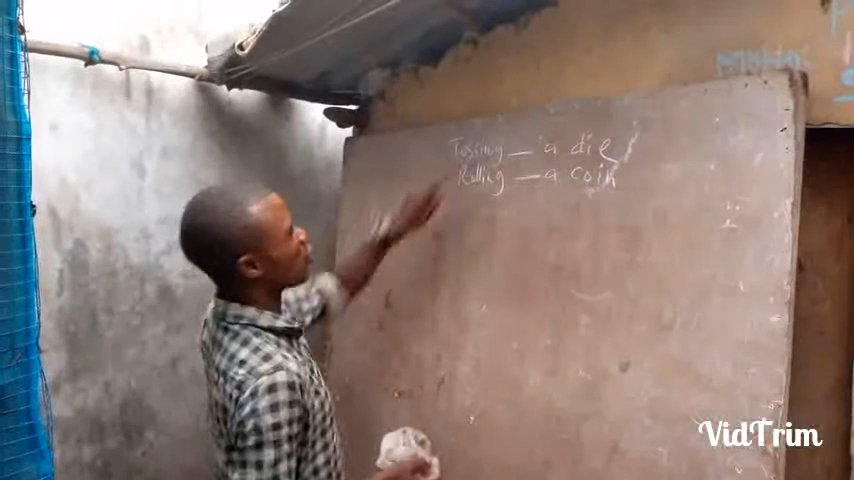 Tossing — a die
Rolling — a coin
VidTrim